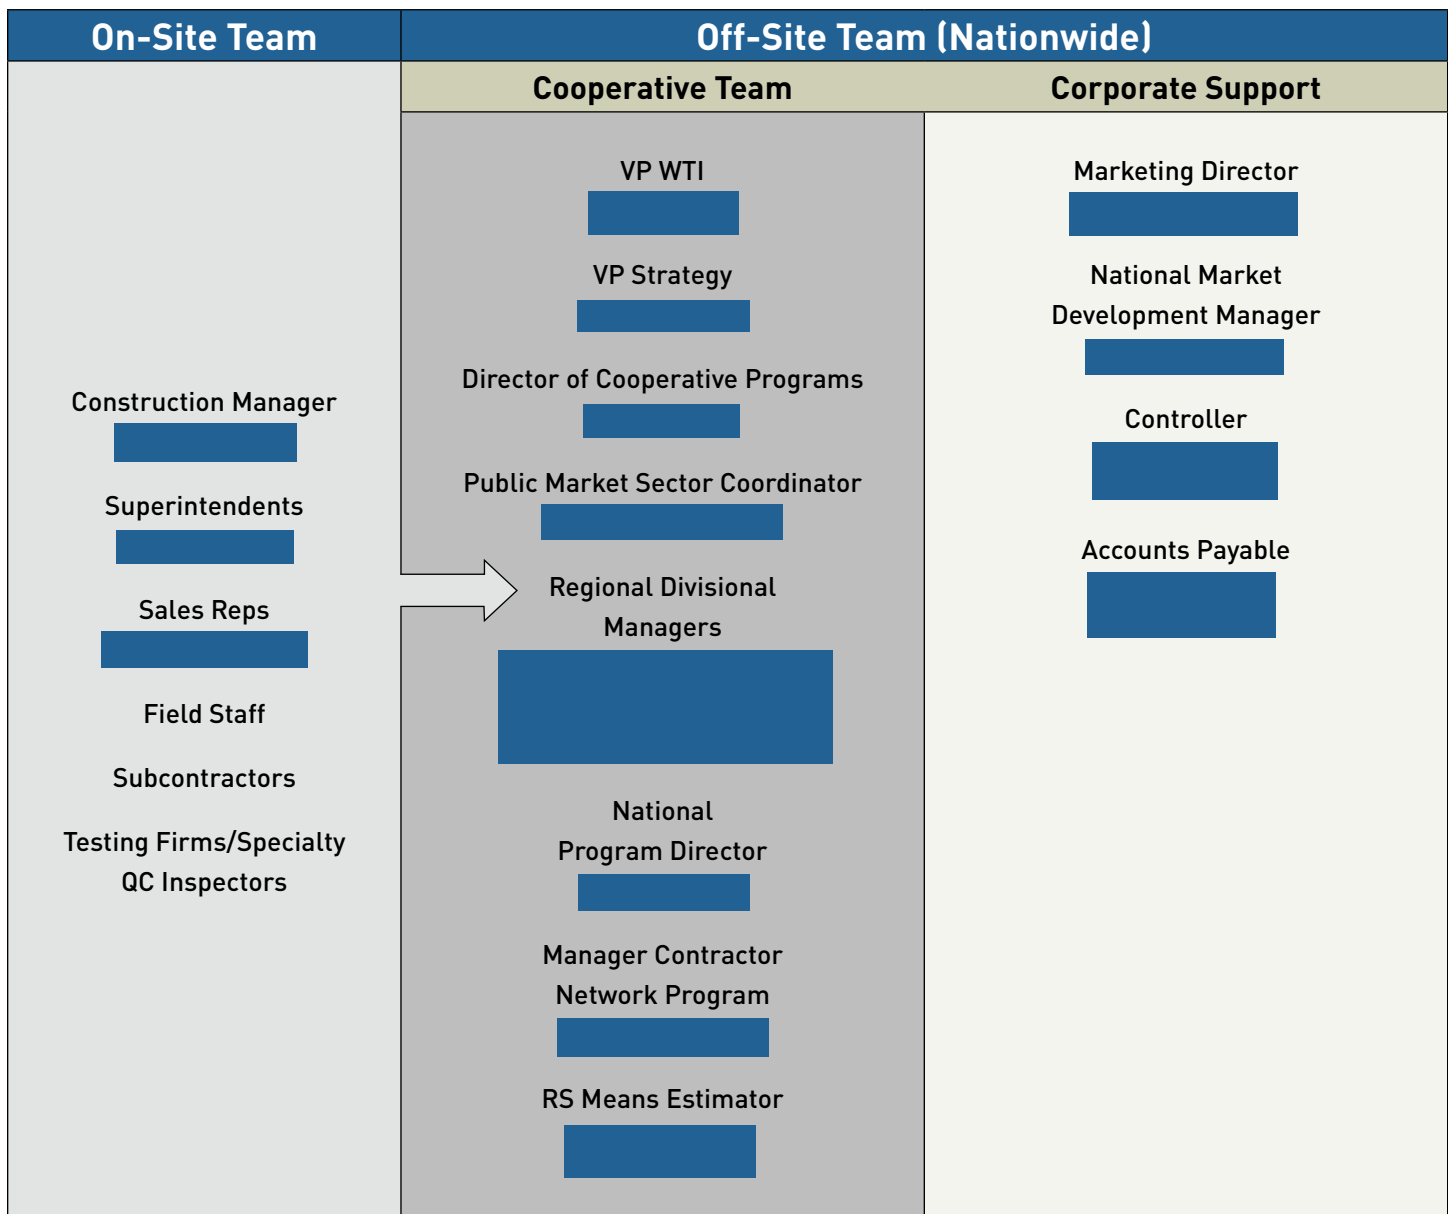 On-Site Team
Off-Site Team (Nationwide)
Cooperative Team
Corporate Support
Construction Manager
Superintendents
Sales Reps
Field Staff
Subcontractors
Testing Firms/Specialty
QC Inspectors
VP WTI
VP Strategy
Director of Cooperative Programs
Public Market Sector Coordinator
Regional Divisional
Managers
National
Program Director
Manager Contractor
Network Program
RS Means Estimator
Marketing Director
National Market
Development Manager
Controller
Accounts Payable